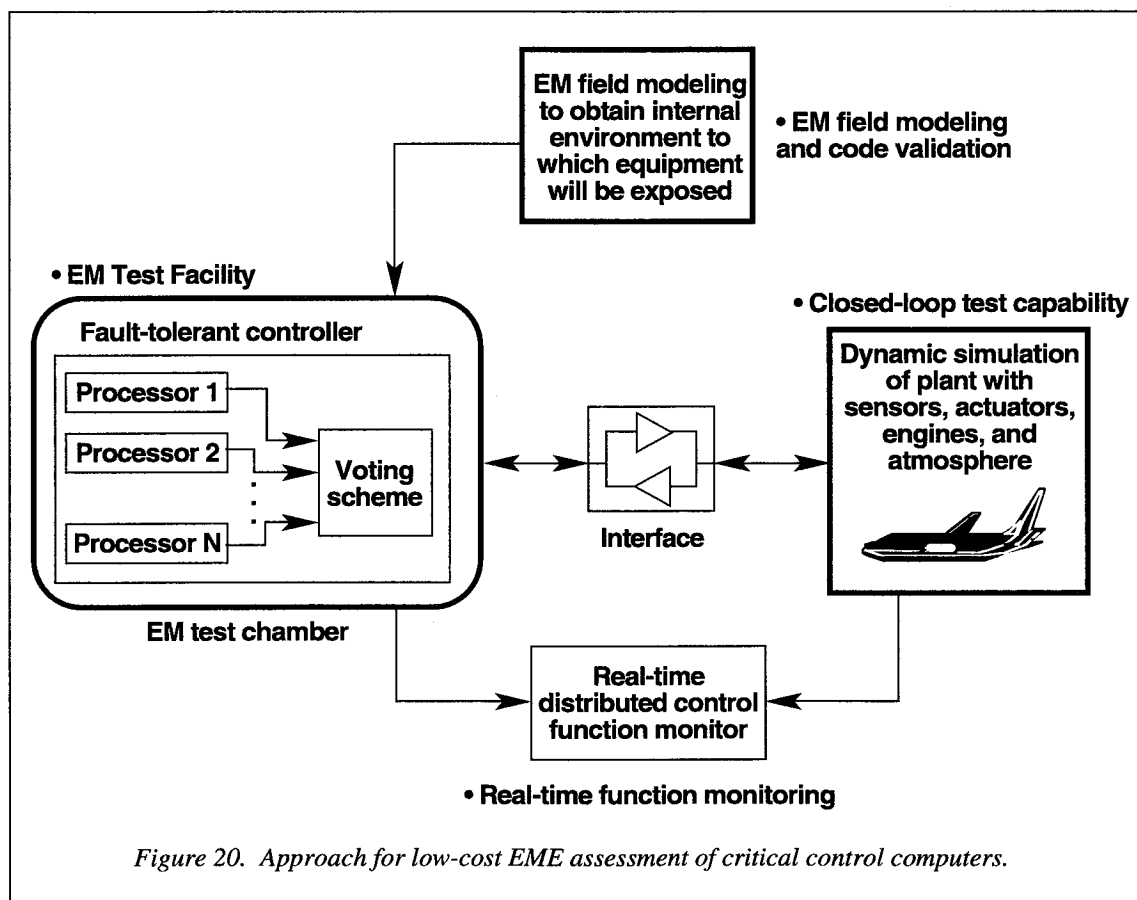 EM field modeling
to obtain internal
environment to
which equipment
will be exposed
• EM field modeling
and code validation
• EM Test Facility
Fault-tolerant controller
Processor 1
Processor 2
Processor N
Voting
scheme
EM test chamber
Interface
• Closed-loop test capability
Dynamic simulation
of plant with
sensors, actuators,
engines, and
atmosphere
Real-time
distributed control
function monitor
• Real-time function monitoring
Figure 20. Approach for low-cost EME assessment of critical control computers.